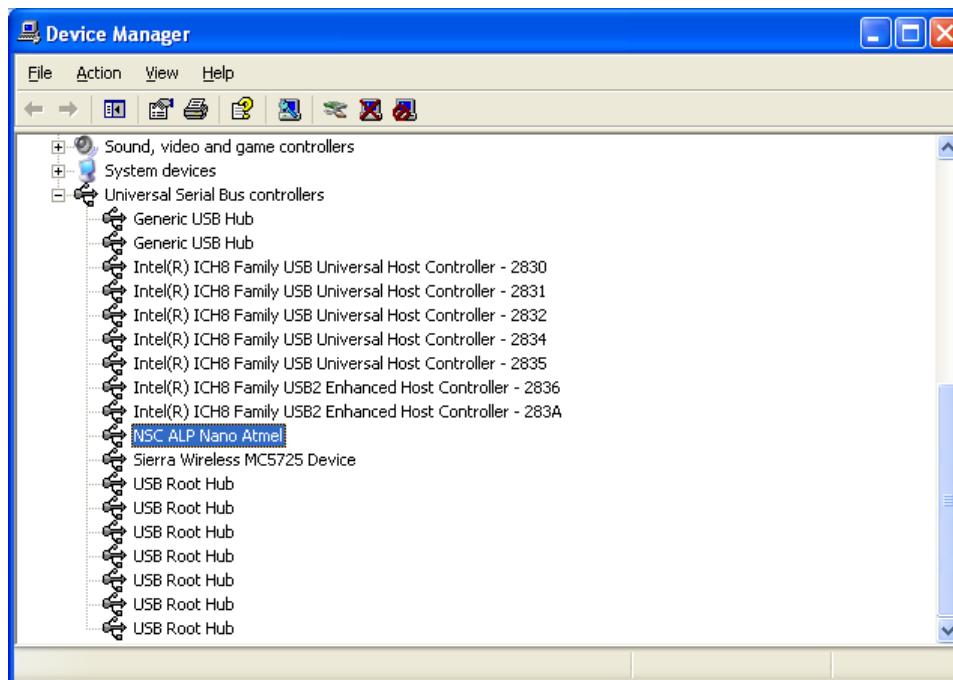 Device Manager
File Action View Help
Sound, video and game controllers
System devices
Universal Serial Bus controllers
Generic USB Hub
Generic USB Hub
Intel(R) ICH8 Family USB Universal Host Controller - 2830
Intel(R) ICH8 Family USB Universal Host Controller - 2831
Intel(R) ICH8 Family USB Universal Host Controller - 2832
Intel(R) ICH8 Family USB Universal Host Controller - 2834
Intel(R) ICH8 Family USB Universal Host Controller - 2835
Intel(R) ICH8 Family USB2 Enhanced Host Controller - 2836
Intel(R) ICH8 Family USB2 Enhanced Host Controller - 283A
NSC ALP Nano Atmel
Sierra Wireless MC5725 Device
USB Root Hub
USB Root Hub
USB Root Hub
USB Root Hub
USB Root Hub
USB Root Hub
USB Root Hub